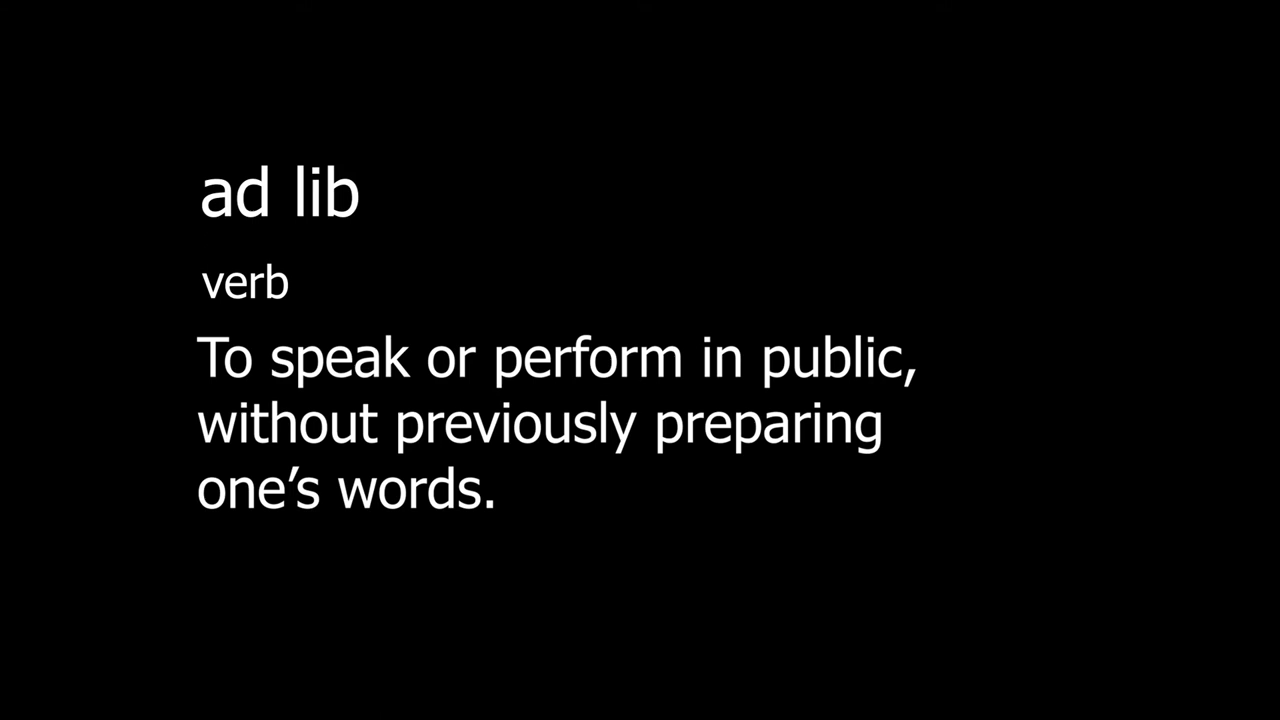 ad lib
verb
To speak or perform in public,
without previously preparing
one’s words.